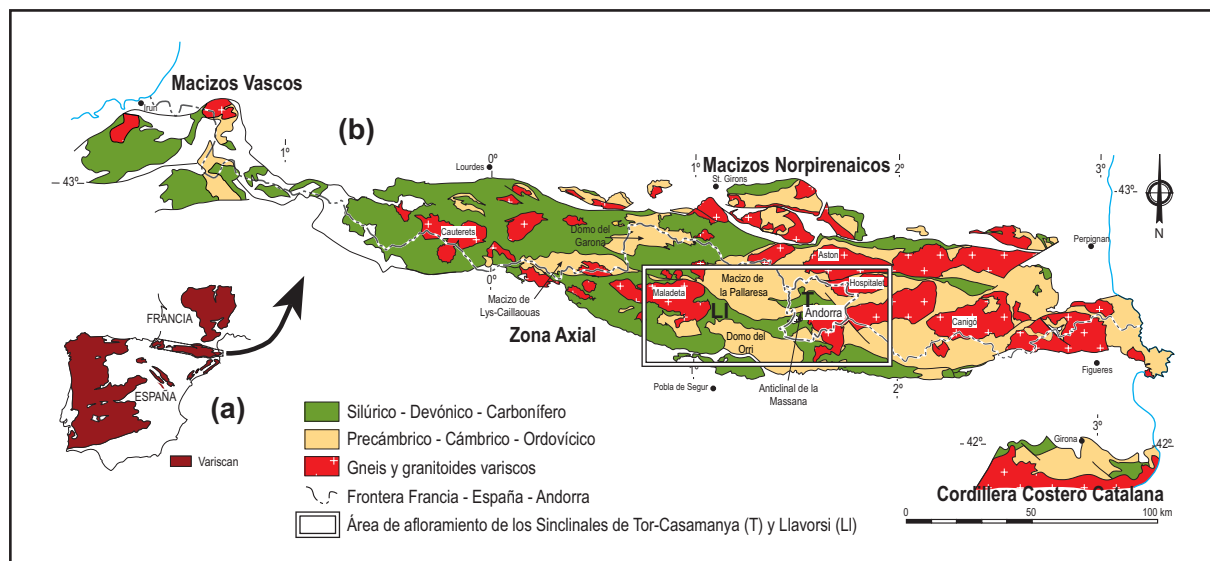 Macizos Vascos
Irún
(b)
1º
Lourdes
0º
Macizos Norpirenaicos
1º
St. Girons
2º
3º
43º
43º
N
Perpignan
Cauterets
Domo del
Garona
Aston
Macizo de
la Pallaresa
Hospitalet
Maladeta
Ll
T
Andorra
Canigó
0º
Macizo de
Lys-Caillaouas
Zona Axial
Domo del
Orri
1º
Pobla de Segur
Anticlinal de la
Massana
2º
Figueres
FRANCIA
ESPAÑA
(a)
Variscan
Silúrico - Devónico - Carbonífero
Precámbrico - Cámbrico - Ordovícico
Gneis y granitoides variscos
Frontera Francia - España - Andorra
Área de afloramiento de los Sinclinales de Tor-Casamanya (T) y Llavorsi (Ll)
3º
42º
Girona
42º
Cordillera Costero Catalana
0 50 100 km